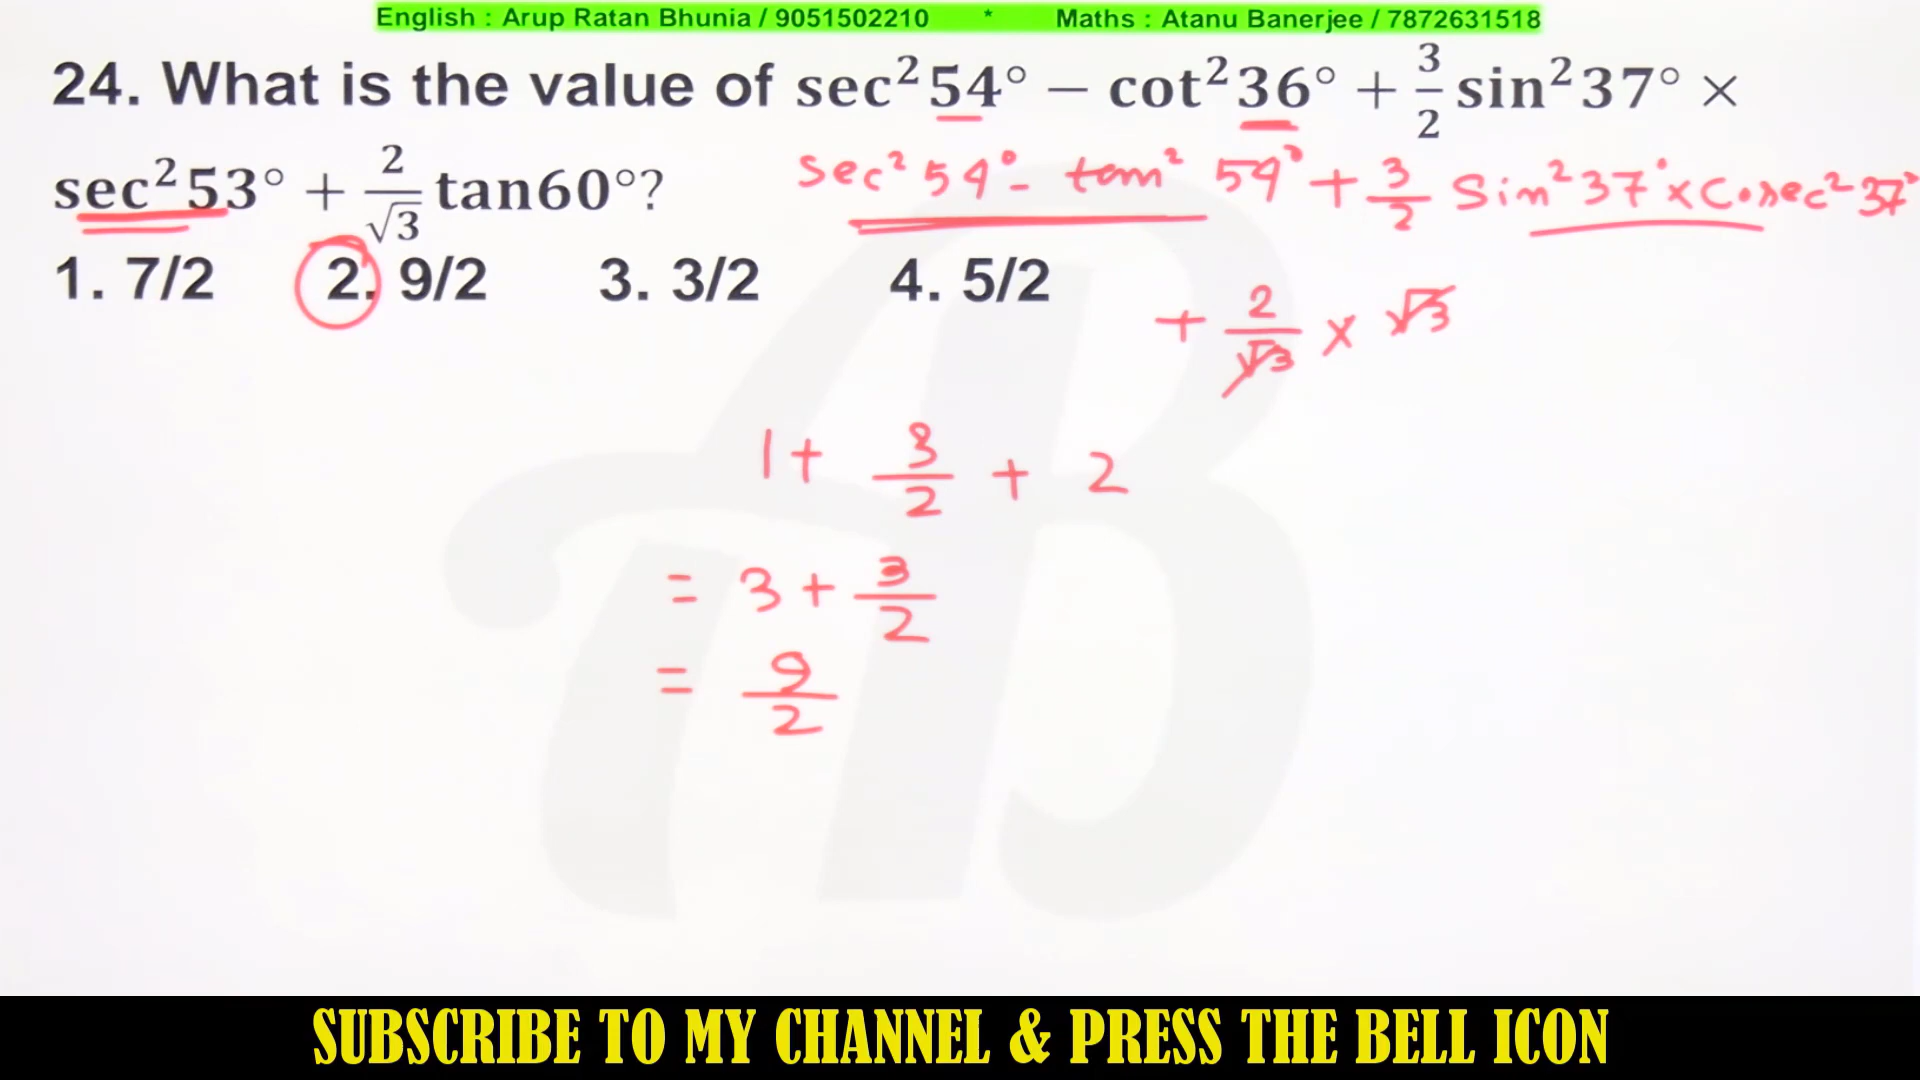 English : Arup Ratan Bhunia / 9051502210 * Maths : Atanu Banerjee / 7872631518
24. What is the value of sec²54° − cot²36° + 3/2 sin²37° ×
sec²53° + 2/√3 tan60°?
sec²54° - tan²54° + 3/2 Sin²37° × Cosec²37°
1. 7/2 2. 9/2 3. 3/2 4. 5/2
+ 2/√3 × √3
1 + 3/2 + 2
= 3 + 3/2
= 9/2
AB
SUBSCRIBE TO MY CHANNEL & PRESS THE BELL ICON